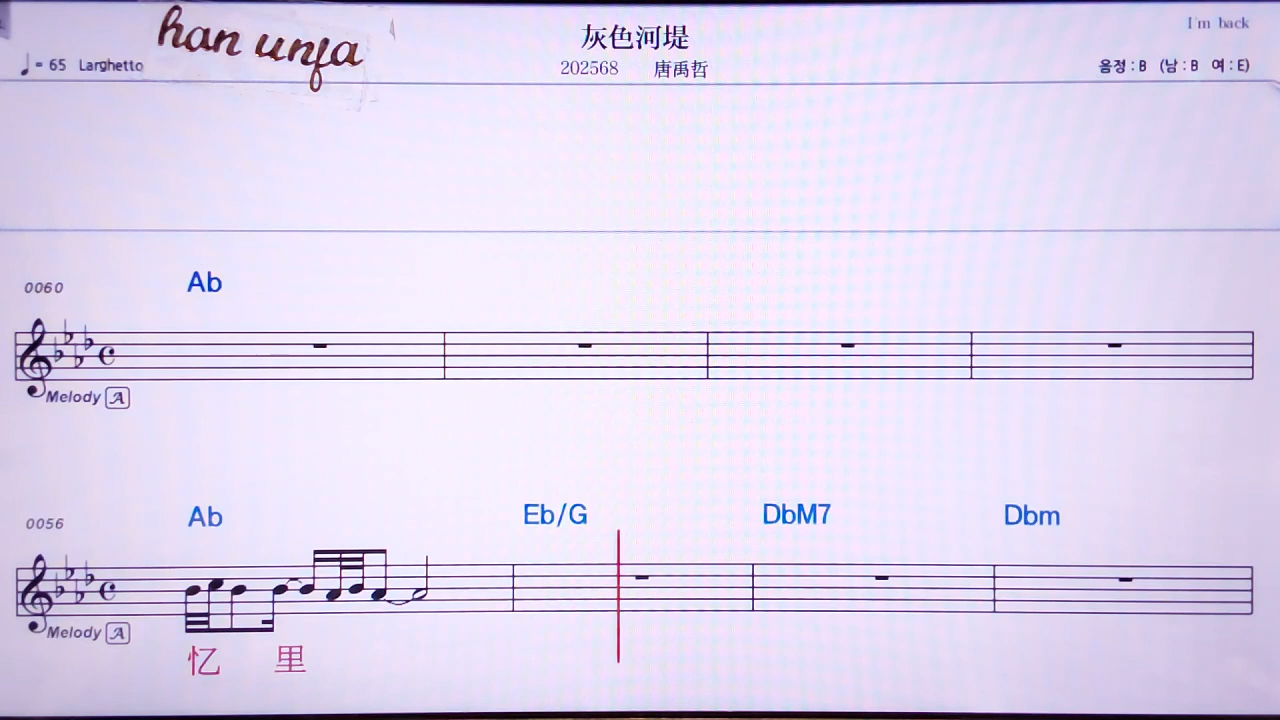 han unfa
灰色河堤
I'm back
♩= 65 Larghetto
202568 唐禹哲
음정 : B (남 : B 여 : E)
0060
Ab
Melody A
0056
Ab Eb/G DbM7 Dbm
Melody A
忆 里